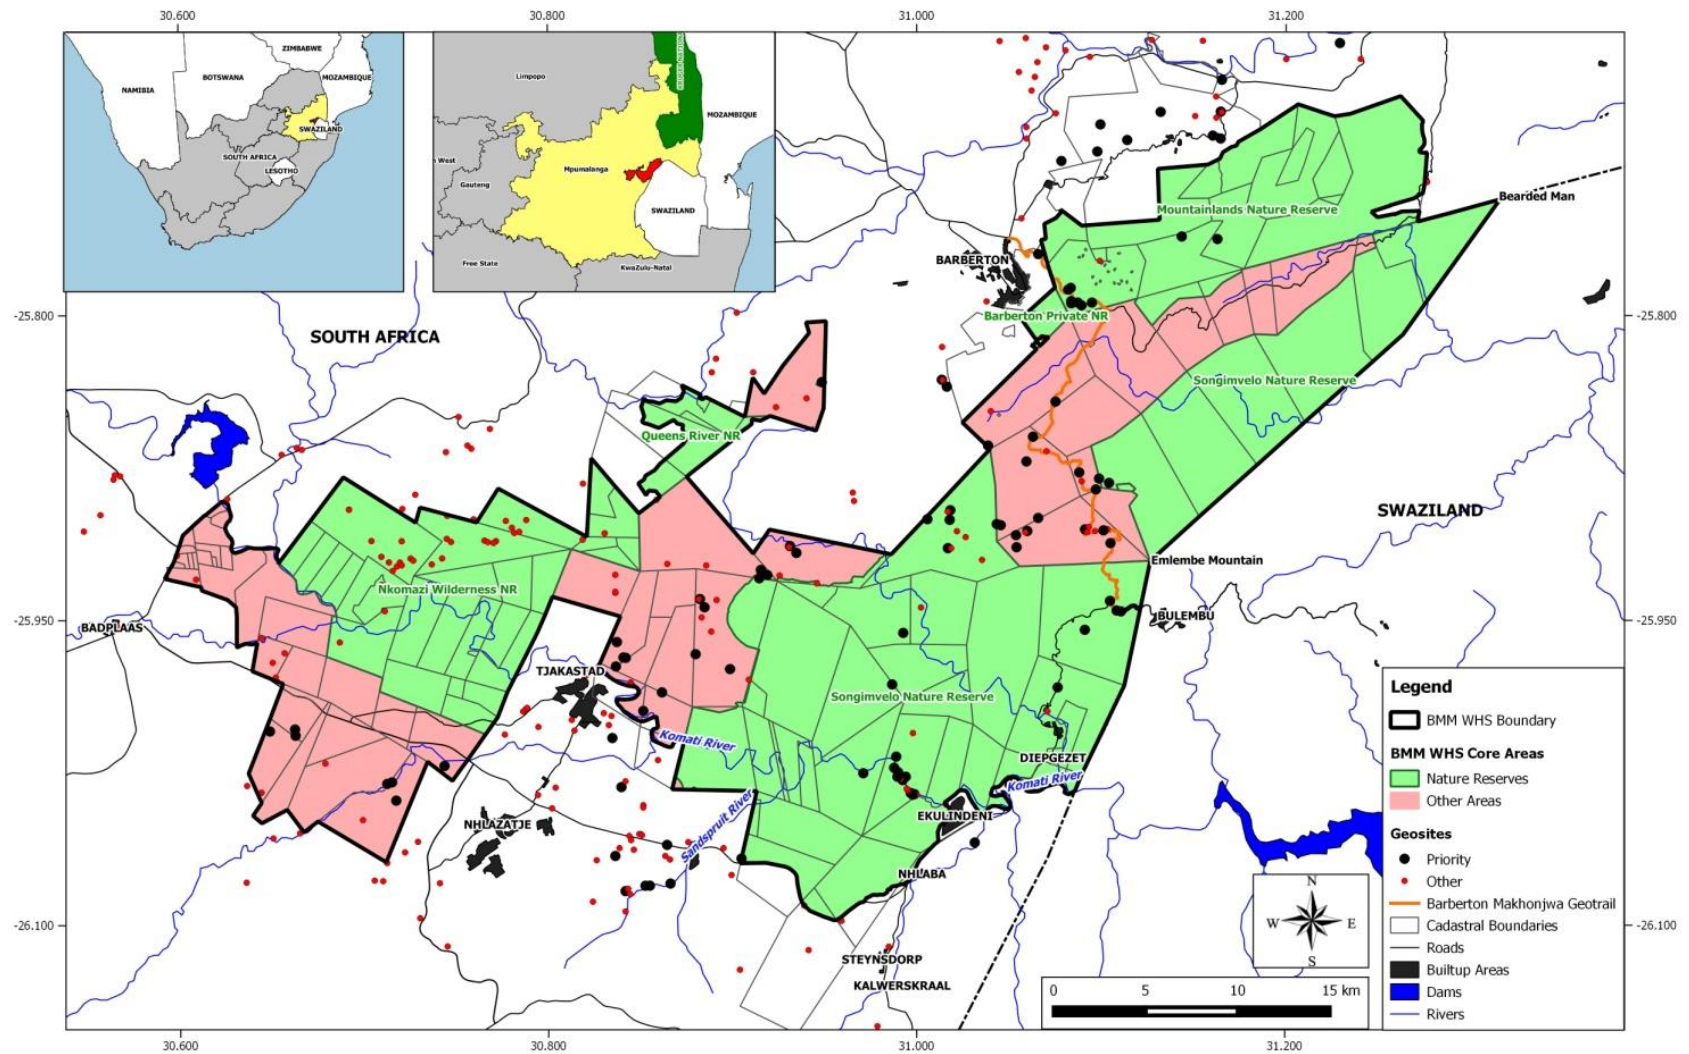 30.600
30.800
31.000
31.200
ZIMBABWE
BOTSWANA
MOZAMBIQUE
NAMIBIA
SWAZILAND
SOUTH AFRICA
LESOTHO
Limpopo
MOZAMBIQUE
n West
Mpumalanga
Gauteng
SWAZILAND
Free State
KwaZulu-Natal
Bearded Man
Mountainlands Nature Reserve
BARBERTON
-25.800
-25.800
Barberton Private NR
SOUTH AFRICA
Songimvelo Nature Reserve
Queens River NR
SWAZILAND
Emlembe Mountain
Nkomazi Wilderness NR
BULEMBU
-25.950
-25.950
BADPLAAS
TJAKASTAD
Songimvelo Nature Reserve
Komati River
DIEPGEZET
Komati River
EKULINDENI
NHLAZATJE
Sandspruit River
NHLABA
-26.100
-26.100
STEYNSDORP
KALWERSKRAAL
Legend
BMM WHS Boundary
BMM WHS Core Areas
Nature Reserves
Other Areas
Geosites
Priority
Other
Barberton Makhonjwa Geotrail
Cadastral Boundaries
Roads
Builtup Areas
Dams
Rivers
N
W E
S
0 5 10 15 km
30.600
30.800
31.000
31.200